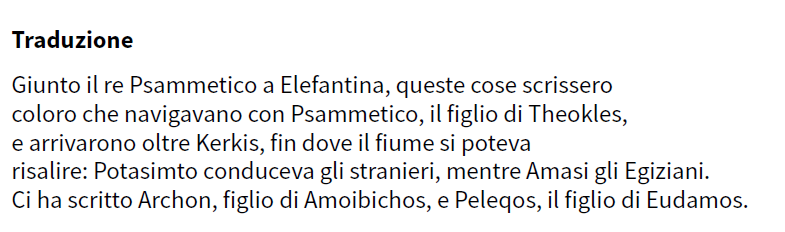 Traduzione
Giunto il re Psammetico a Elefantina, queste cose scrissero
coloro che navigavano con Psammetico, il figlio di Theokles,
e arrivarono oltre Kerkis, fin dove il fiume si poteva
risalire: Potasimto conduceva gli stranieri, mentre Amasi gli Egiziani.
Ci ha scritto Archon, figlio di Amoibichos, e Peleqos, il figlio di Eudamos.